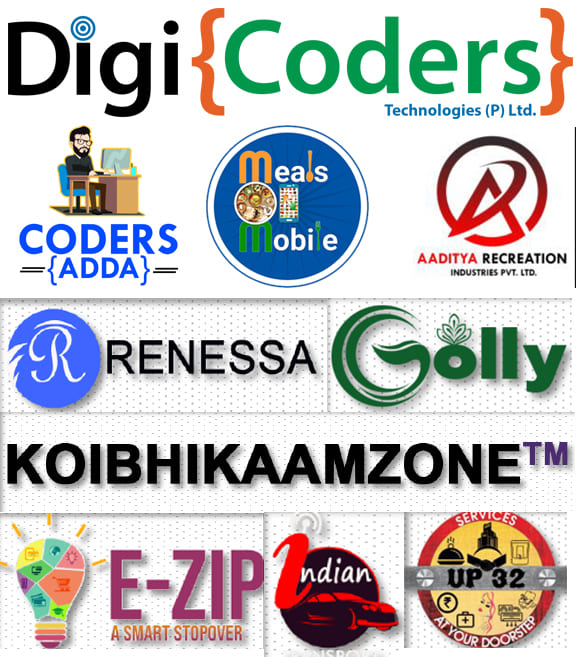 Digi{Coders}
Technologies (P) Ltd.
CODERS
{ADDA}
Meals
On
Mobile
AADITYA RECREATION
INDUSTRIES PVT. LTD.
R RENESSA
Golly
KOIBHIKAAMZONE™
E-ZIP
A SMART STOPOVER
Indian
SERVICES
UP 32
AT YOUR DOORSTEP